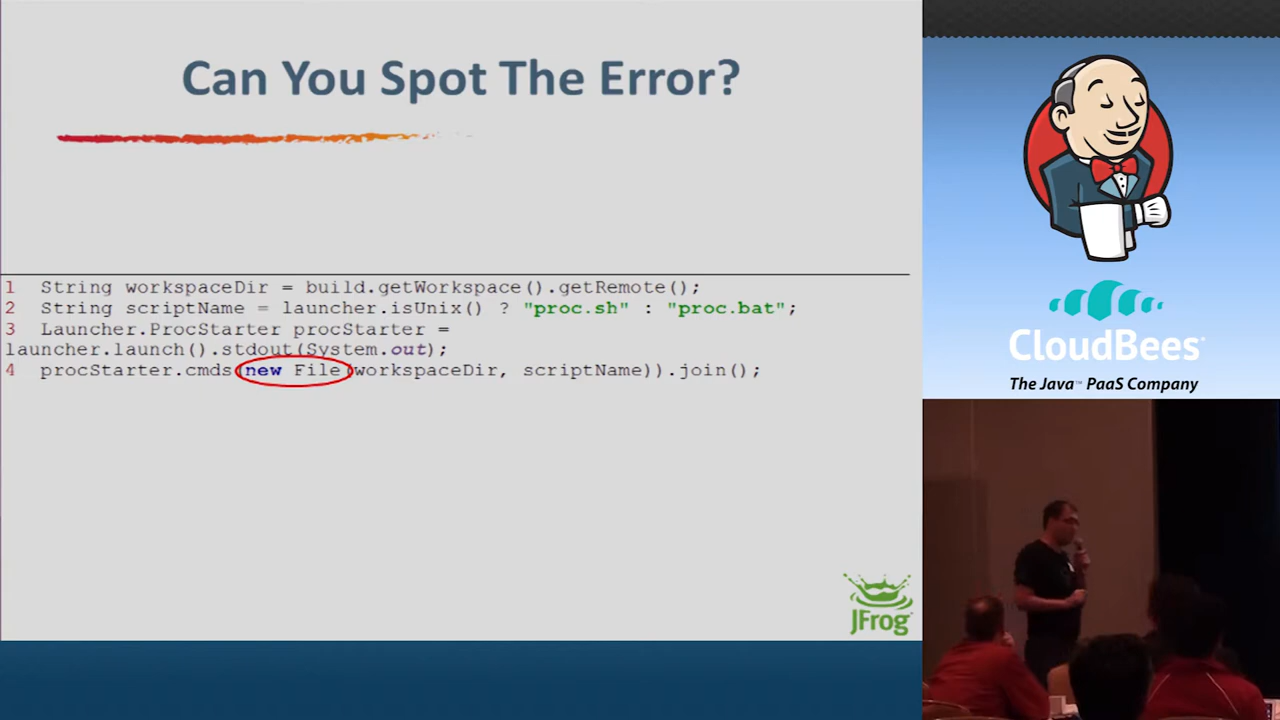 Can You Spot The Error?
1 String workspaceDir = build.getWorkspace().getRemote();
2 String scriptName = launcher.isUnix() ? "proc.sh" : "proc.bat";
3 Launcher.ProcStarter procStarter =
launcher.launch().stdout(System.out);
4 procStarter.cmds(new File(workspaceDir, scriptName)).join();
JFrog
CloudBees
The Java™ PaaS Company